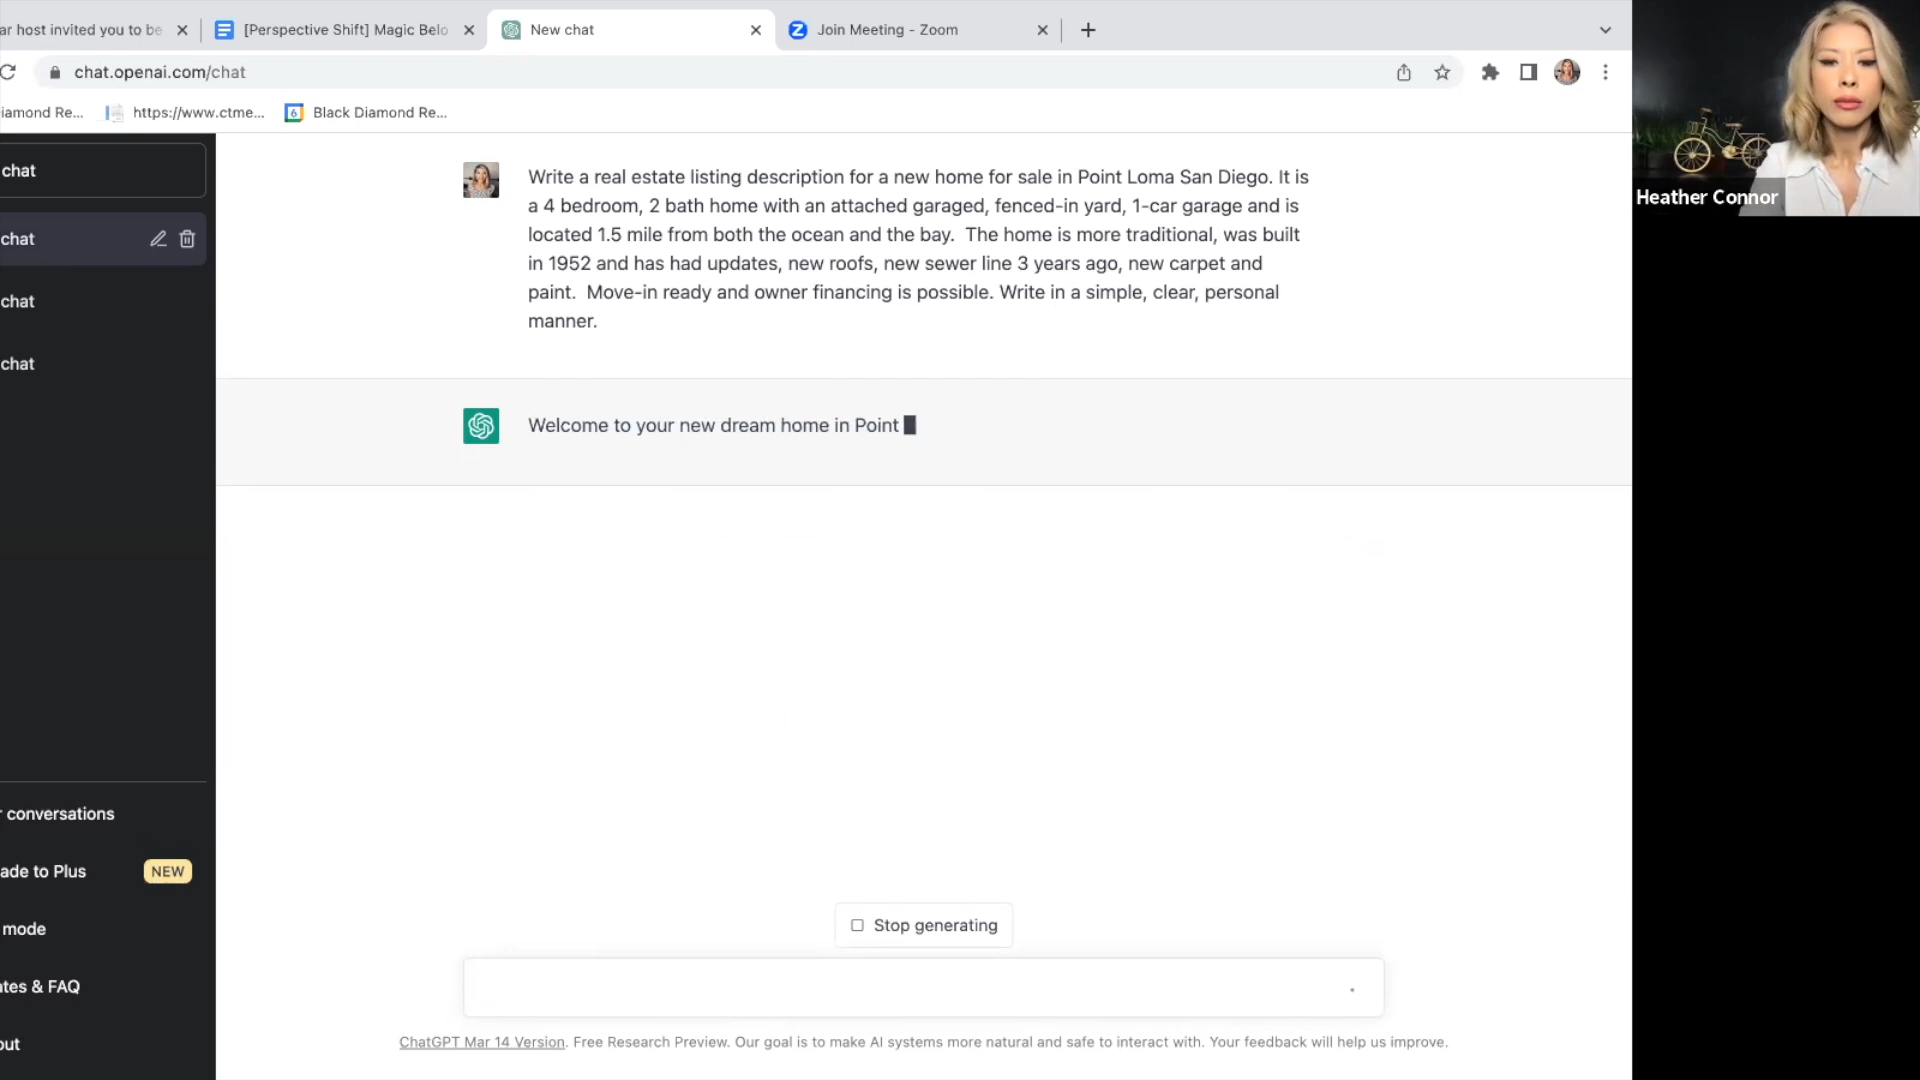 ar host invited you to be
[Perspective Shift] Magic Belo
New chat
Join Meeting - Zoom
chat.openai.com/chat
iamond Re...
https://www.ctme...
6
Black Diamond Re...
chat
chat
chat
chat
conversations
ade to Plus
NEW
mode
ates & FAQ
out
Write a real estate listing description for a new home for sale in Point Loma San Diego. It is
a 4 bedroom, 2 bath home with an attached garaged, fenced-in yard, 1-car garage and is
located 1.5 mile from both the ocean and the bay.  The home is more traditional, was built
in 1952 and has had updates, new roofs, new sewer line 3 years ago, new carpet and
paint.  Move-in ready and owner financing is possible. Write in a simple, clear, personal
manner.
Welcome to your new dream home in Point
Stop generating
ChatGPT Mar 14 Version. Free Research Preview. Our goal is to make AI systems more natural and safe to interact with. Your feedback will help us improve.
Heather Connor